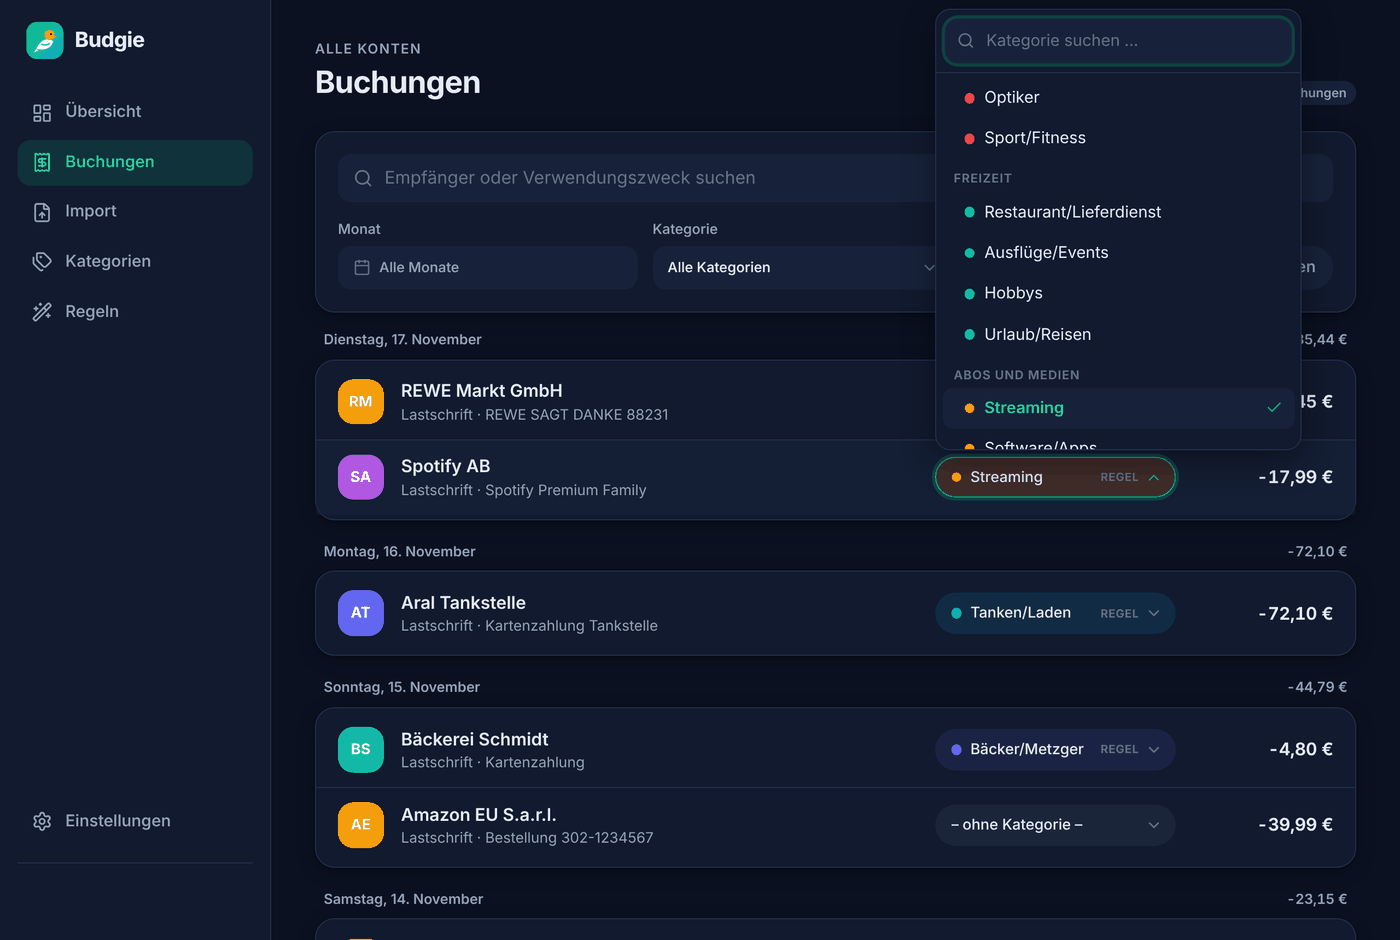 Budgie
Übersicht
Buchungen
Import
Kategorien
Regeln
Einstellungen
ALLE KONTEN
Buchungen
Empfänger oder Verwendungszweck suchen
Monat
Kategorie
Alle Monate
Alle Kategorien
Kategorie suchen ...
Optiker
Sport/Fitness
FREIZEIT
Restaurant/Lieferdienst
Ausflüge/Events
Hobbys
Urlaub/Reisen
ABOS UND MEDIEN
Streaming
Software/Apps
Dienstag, 17. November
RM
REWE Markt GmbH
Lastschrift · REWE SAGT DANKE 88231
SA
Spotify AB
Lastschrift · Spotify Premium Family
Streaming REGEL
-17,99 €
Montag, 16. November
-72,10 €
AT
Aral Tankstelle
Lastschrift · Kartenzahlung Tankstelle
Tanken/Laden REGEL
-72,10 €
Sonntag, 15. November
-44,79 €
BS
Bäckerei Schmidt
Lastschrift · Kartenzahlung
Bäcker/Metzger REGEL
-4,80 €
AE
Amazon EU S.a.r.l.
Lastschrift · Bestellung 302-1234567
– ohne Kategorie –
-39,99 €
Samstag, 14. November
-23,15 €